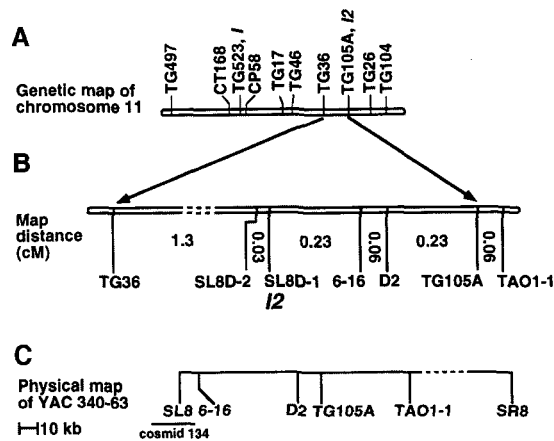 A
Genetic map of
chromosome 11
TG497
CT168
TG523, I
CP58
TG17
TG46
TG36
TG105A, I2
TG26
TG104
B
Map
distance
(cM)
1.3
0.03
0.23
0.06
0.23
0.06
TG36
SL8D-2
SL8D-1
6-16
D2
TG105A
TAO1-1
I2
C
Physical map
of YAC 340-63
10 kb
SL8
6-16
D2
TG105A
TAO1-1
SR8
cosmid 134